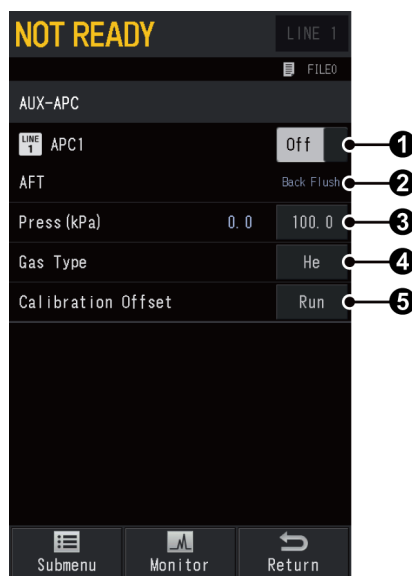 NOT READY LINE 1
FILE0
AUX-APC
LINE 1 APC1 Off 1
AFT Back Flush 2
Press(kPa) 0.0 100.0 3
Gas Type He 4
Calibration Offset Run 5
Submenu Monitor Return